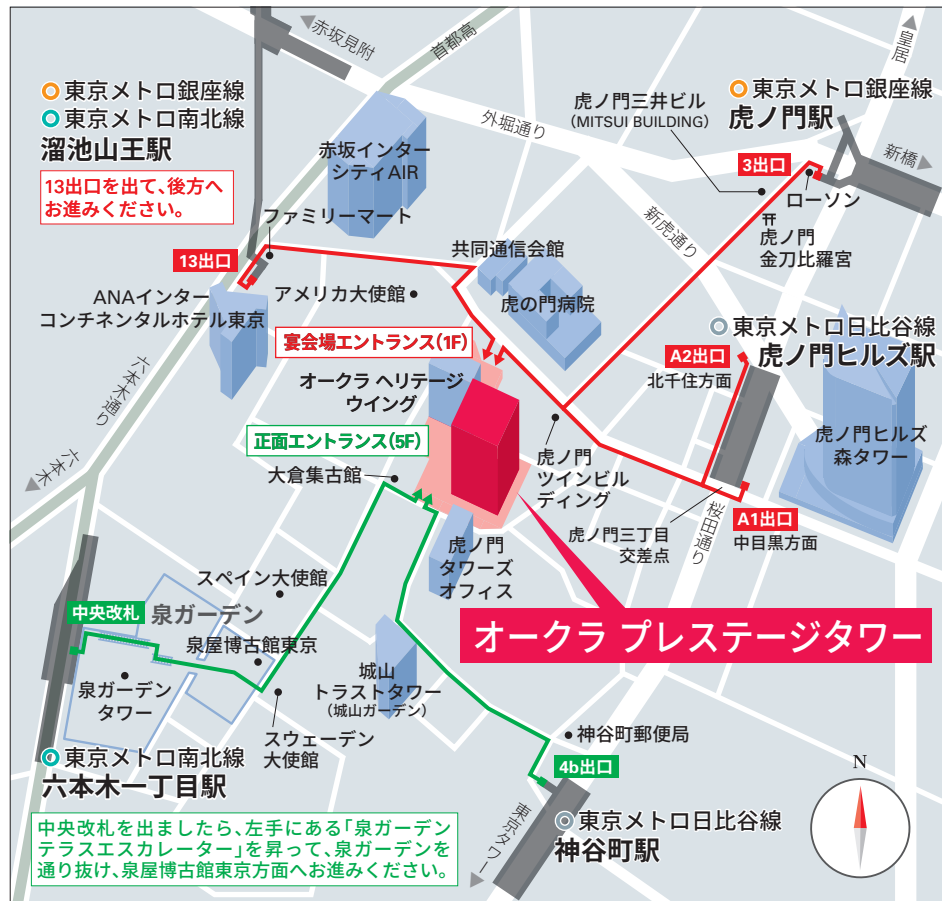 赤坂見附
首都高
皇居
東京メトロ銀座線
東京メトロ南北線
溜池山王駅
13出口を出て、後方へ
お進みください。
外堀通り
虎ノ門三井ビル
(MITSUI BUILDING)
東京メトロ銀座線
虎ノ門駅
新橋
赤坂インター
シティAIR
3出口
ローソン
ファミリーマート
新虎通り
虎ノ門
金刀比羅宮
13出口
共同通信会館
ANAインター
コンチネンタルホテル東京
アメリカ大使館
虎の門病院
東京メトロ日比谷線
虎ノ門ヒルズ駅
宴会場エントランス(1F)
A2出口
北千住方面
オークラ ヘリテージ
ウイング
六本木通り
正面エントランス(5F)
虎ノ門ヒルズ
森タワー
六本木
大倉集古館
虎ノ門
ツインビル
ディング
桜田通り
A1出口
中目黒方面
虎ノ門三丁目
交差点
虎ノ門
タワーズ
オフィス
スペイン大使館
中央改札
泉ガーデン
泉屋博古館東京
オークラ プレステージタワー
泉ガーデン
タワー
城山
トラストタワー
(城山ガーデン)
スウェーデン
大使館
神谷町郵便局
東京メトロ南北線
六本木一丁目駅
4b出口
N
中央改札を出ましたら、左手にある「泉ガーデン
テラスエスカレーター」を昇って、泉ガーデンを
通り抜け、泉屋博古館東京方面へお進みください。
東京タワー
東京メトロ日比谷線
神谷町駅